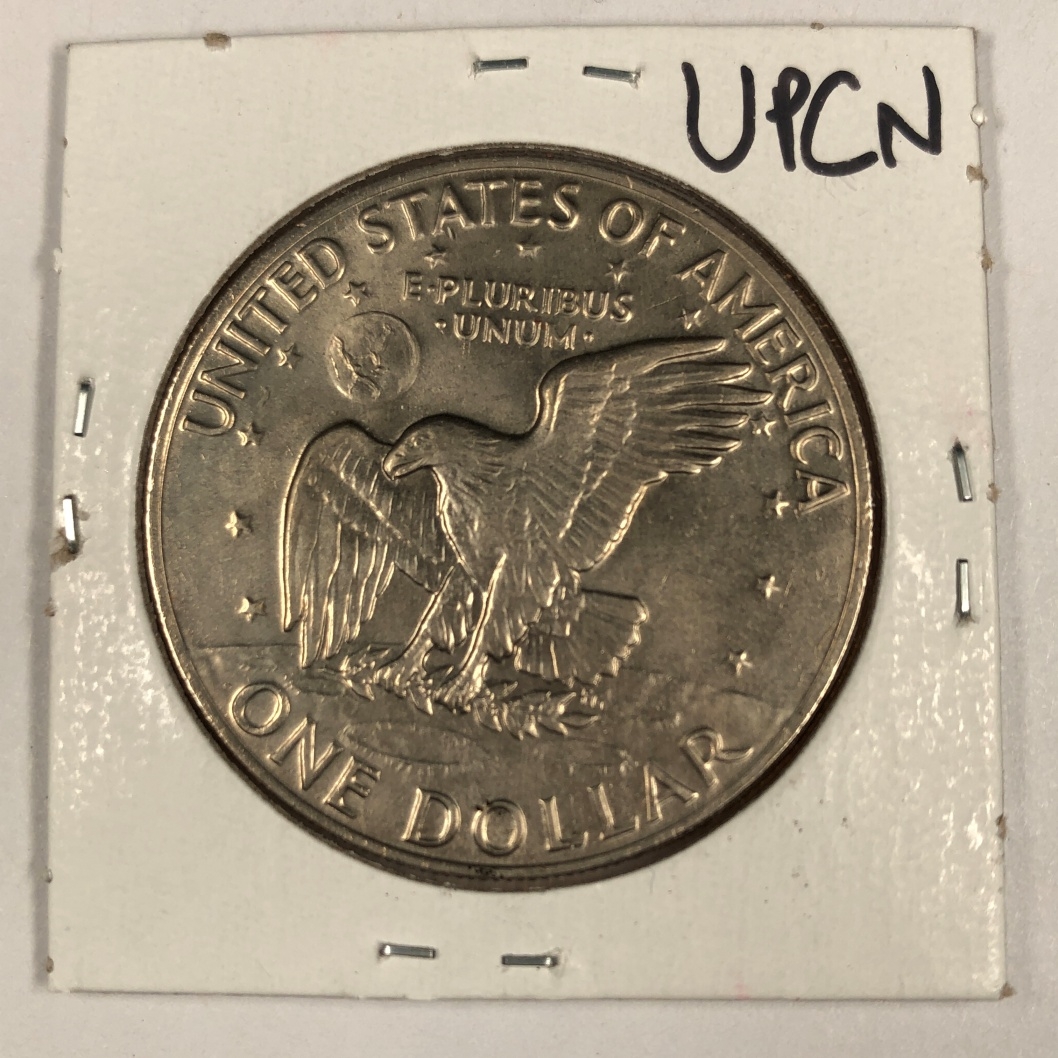 UPCN
UNITED STATES OF AMERICA
E·PLURIBUS
·UNUM·
ONE DOLLAR